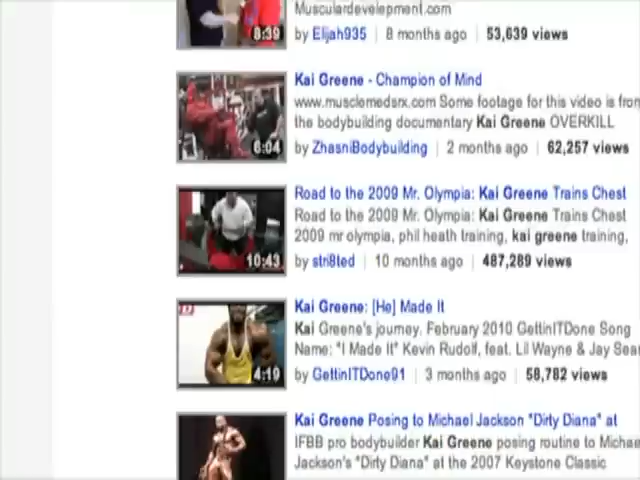 Musculardevelepment.com
8:39
by Elijah935 | 8 months ago | 53,639 views
Kai Greene - Champion of Mind
www.musclemedsrx.com Some footage for this video is from
the bodybuilding documentary Kai Greene OVERKILL
6:04
by ZhasniBodybuilding | 2 months ago | 62,257 views
Road to the 2009 Mr. Olympia: Kai Greene Trains Chest
Road to the 2009 Mr. Olympia: Kai Greene Trains Chest
2009 mr olympia, phil heath training, kai greene training,
10:43
by stri8ted | 10 months ago | 487,289 views
Kai Greene: [He] Made It
Kai Greene's journey. February 2010 GettinITDone Song
Name: "I Made It" Kevin Rudolf, feat. Lil Wayne & Jay Sean
4:19
by GettinITDone91 | 3 months ago | 58,782 views
Kai Greene Posing to Michael Jackson "Dirty Diana" at
IFBB pro bodybuilder Kai Greene posing routine to Michae
Jackson's "Dirty Diana" at the 2007 Keystone Classic